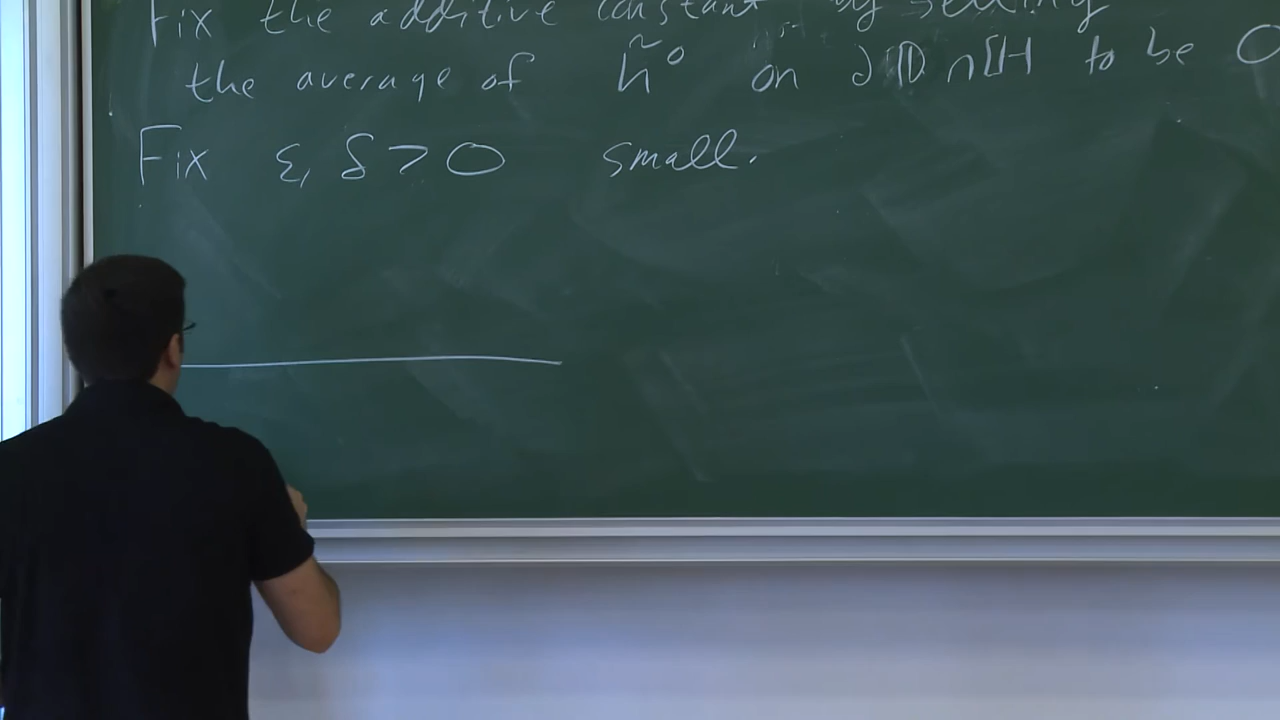 Fix the additive constant by setting
the average of h̃⁰ on ∂𝔻∩ℍ to be 0
Fix ε, δ > 0 small.